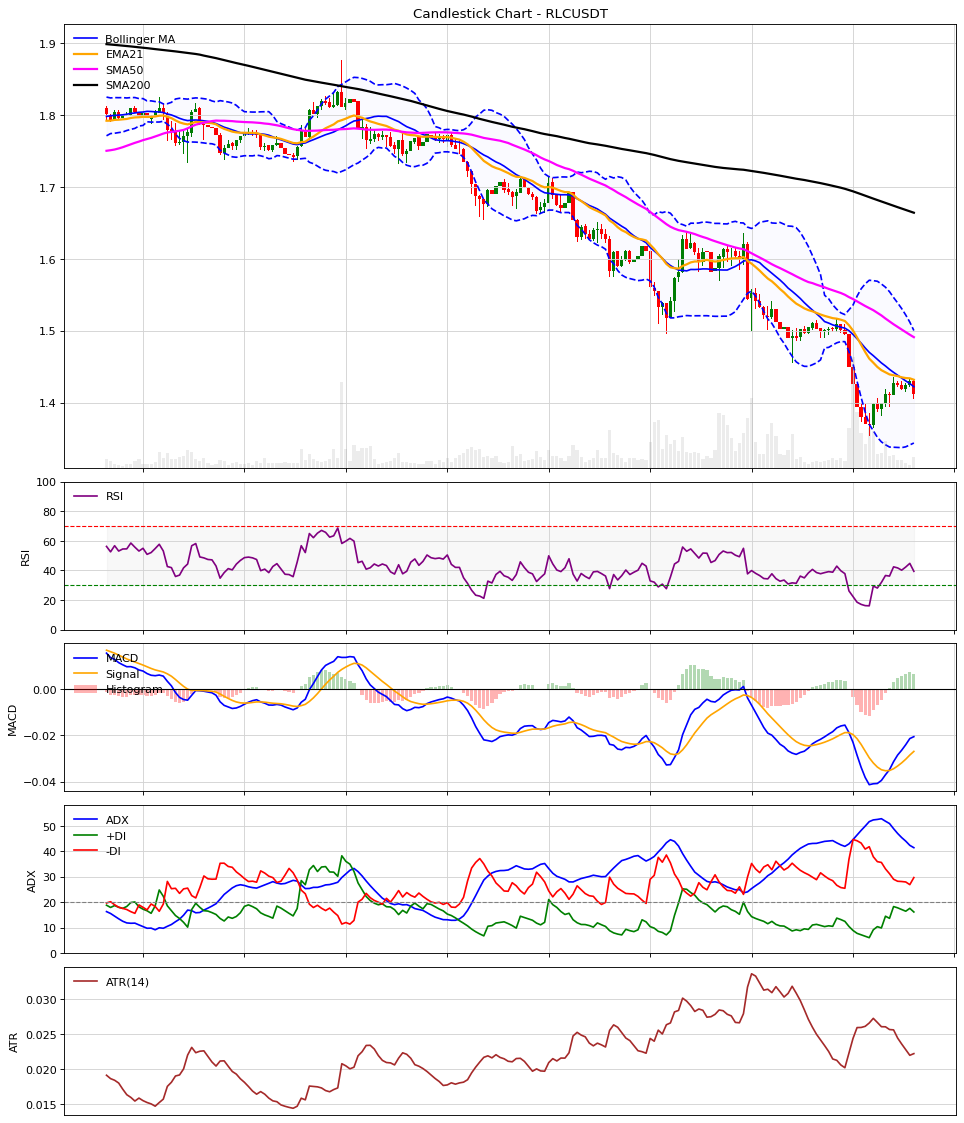 Candlestick Chart - RLCUSDT
Bollinger MA
EMA21
SMA50
SMA200
1.9
1.8
1.7
1.6
1.5
1.4
RSI
RSI
100
80
60
40
20
0
MACD
Signal
Histogram
MACD
0.00
−0.02
−0.04
ADX
+DI
-DI
ADX
50
40
30
20
10
0
ATR(14)
ATR
0.030
0.025
0.020
0.015